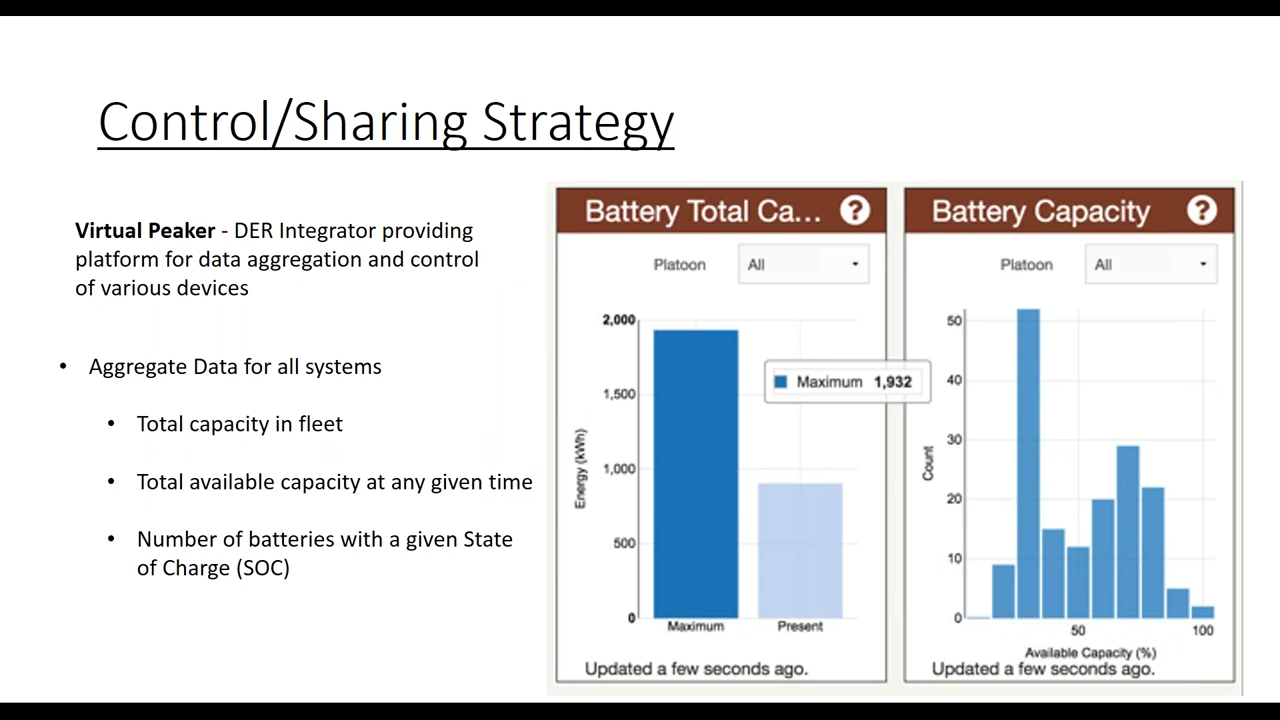 Control/Sharing Strategy
Virtual Peaker - DER Integrator providing
platform for data aggregation and control
of various devices
• Aggregate Data for all systems
• Total capacity in fleet
• Total available capacity at any given time
• Number of batteries with a given State
of Charge (SOC)
Battery Total Ca... ?
Platoon All
2,000
1,500
1,000
500
0
Energy (kWh)
Maximum 1,932
Maximum Present
Updated a few seconds ago.
Battery Capacity ?
Platoon All
50
40
30
20
10
0
Count
50 100
Available Capacity (%)
Updated a few seconds ago.